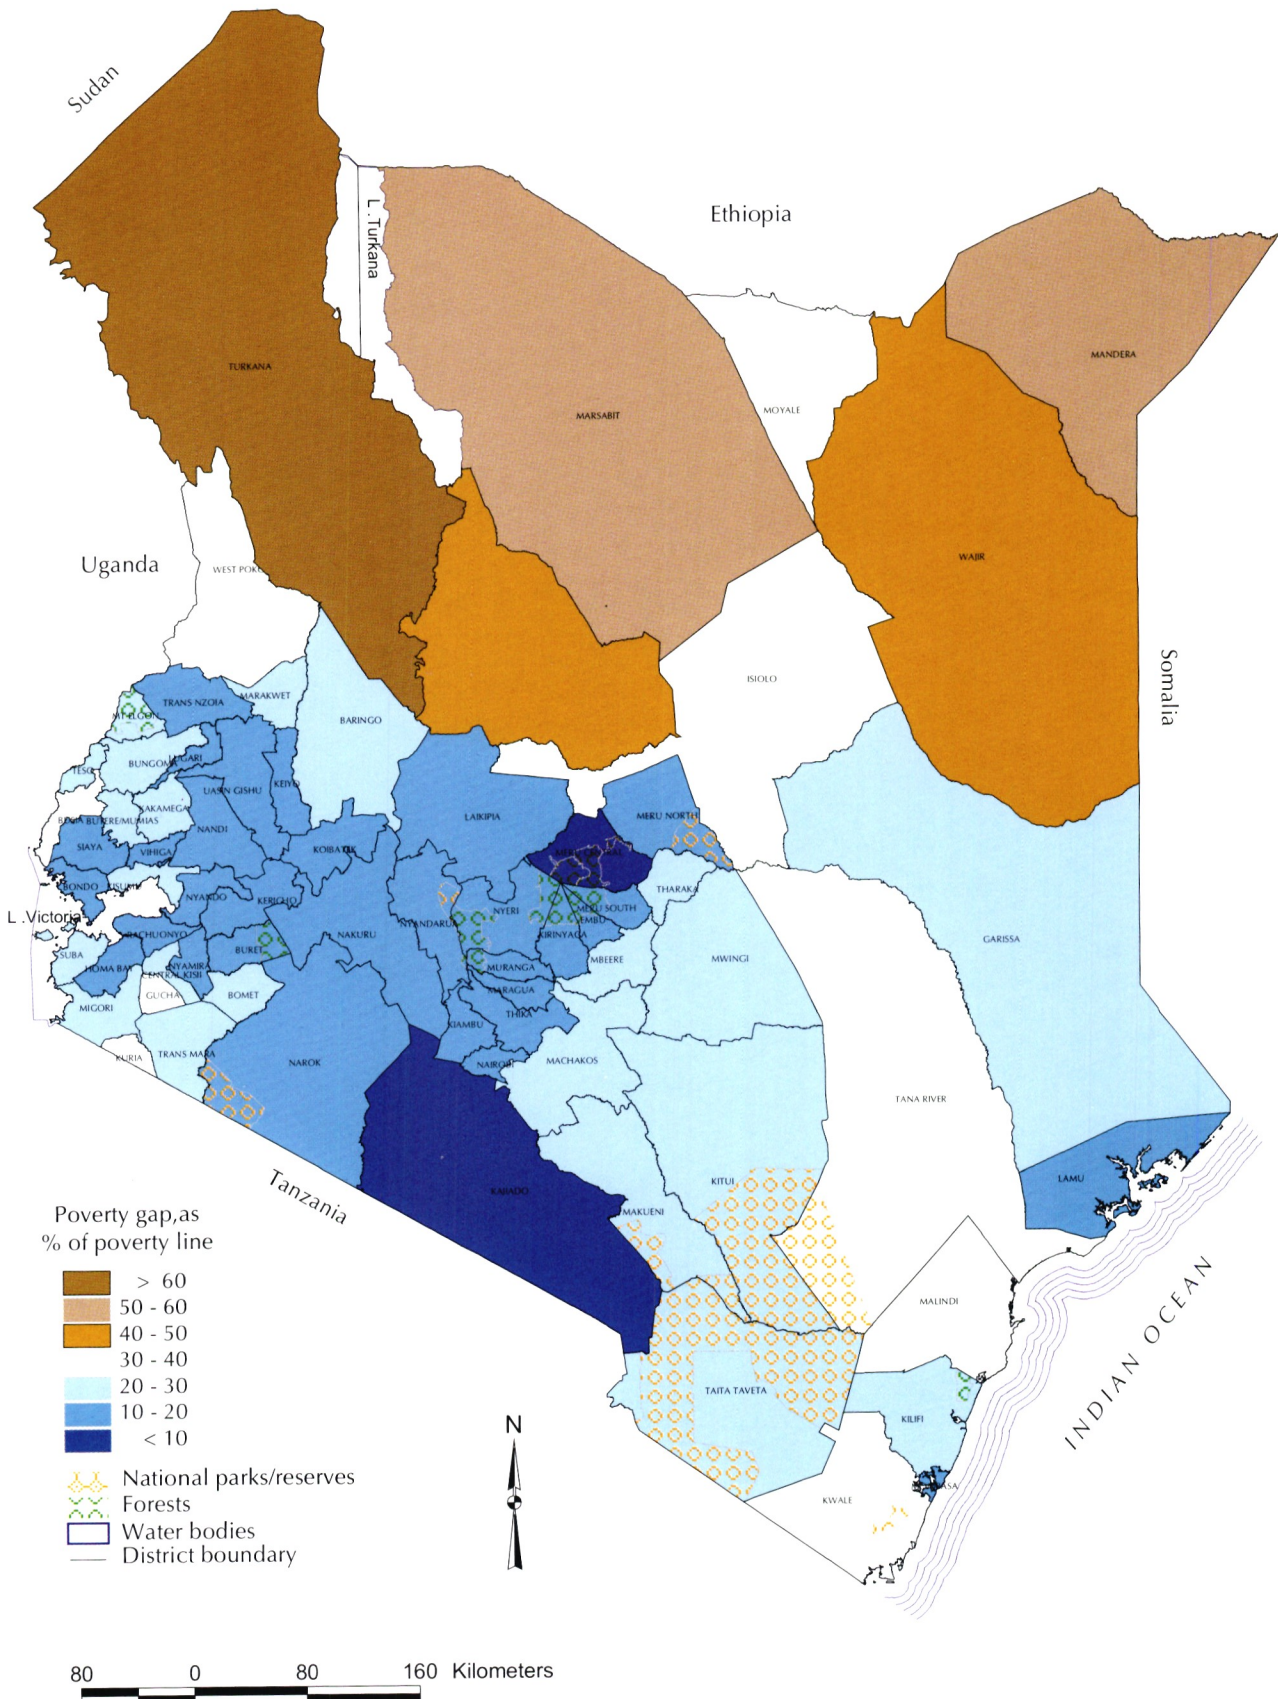 Sudan
Ethiopia
L .Turkana
TURKANA
MANDERA
MARSABIT
MOYALE
WAJIR
Uganda
WEST POKO
Somalia
ISIOLO
MARAKWET
TRANS NZOIA
MT ELGON
BARINGO
LUGARI
BUNGOMA
TESO
UASIN GISHU
KEIYO
KAKAMEGA
BUTERE/MUMIAS
LAIKIPIA
MERU NORTH
NANDI
SIAYA
VIHIGA
KOIBATEK
MERU CENTRAL
BONDO
KISUMU
NYANDO
KERICHO
THARAKA
L .Victoria
NYERI
MERU SOUTH
EMBU
NYANDARUA
RACHUONYO
NAKURU
KIRINYAGA
GARISSA
SUBA
BURET
MBEERE
MWINGI
HOMA BAY
NYAMIRA
CENTRAL KISII
MURANGA
MARAGUA
GUCHA
BOMET
MIGORI
THIKA
KIAMBU
KURIA
TRANS MARA
NAROK
NAIROBI
MACHAKOS
TANA RIVER
Tanzania
KAJIADO
KITUI
LAMU
MAKUENI
MALINDI
INDIAN OCEAN
TAITA TAVETA
KILIFI
KWALE
Poverty gap,as
% of poverty line
> 60
50 - 60
40 - 50
30 - 40
20 - 30
10 - 20
< 10
National parks/reserves
Forests
Water bodies
District boundary
N
80 0 80 160 Kilometers